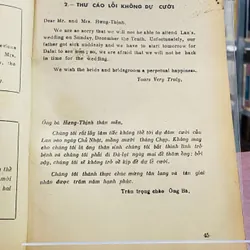 2.— THƯ CÁO LỖI KHÔNG DỰ CƯỚI
Dear Mr. and Mrs. Hưng-Thịnh,
We are so sorry that we will not be able to attend Lan's
wedding on Sunday, December the Tenth. Unfortunately, our
father got sick suddenly and we have to start tomorrow for
Dalat to see him; so, we are afraid that we will not be back
in time for the wedding.
We wish the bride and bridegroom a perpetual happiness.
Yours Very Truly,
Ông bà Hưng-Thịnh thân mến,
Chúng tôi rất lấy làm tiếc không thể tới dự đám cưới của
Lan vào ngày Chủ Nhật, mồng mười tháng Chạp. Không may
cho chúng tôi là ông thân sinh chúng tôi bất thình lình trở
bệnh và chúng tôi phải đi Đà-lạt ngay mai để thăm ông; bởi
vậy, chúng tôi e không trở về kịp để dự lễ cưới.
Chúng tôi thành thực chúc mừng tân lang và tân giai
nhân được trăm năm hạnh phúc.
Trân trọng chào Ông Bà,
45